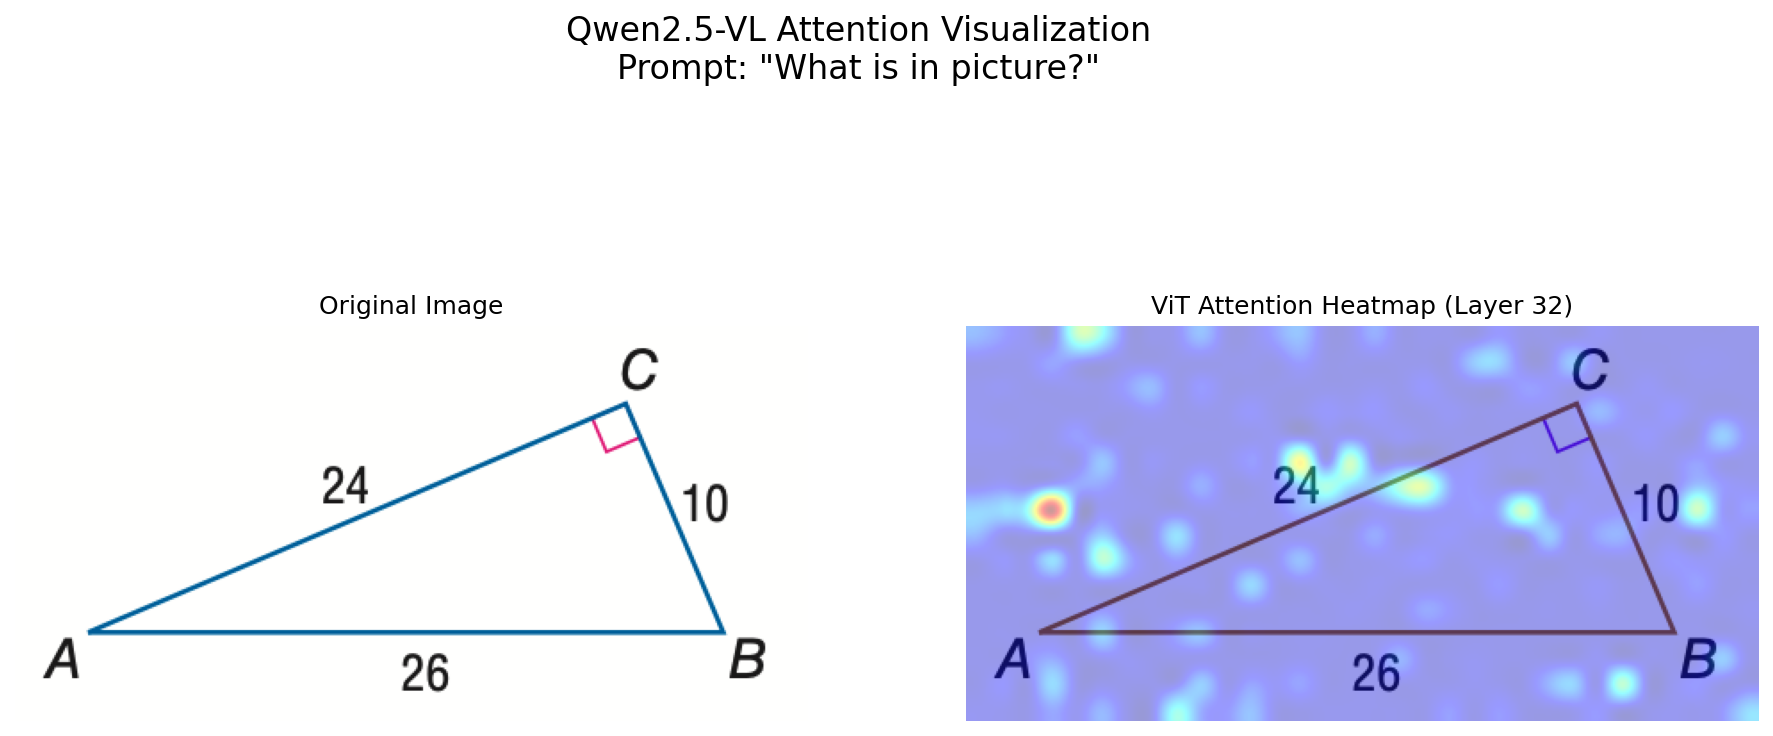 Qwen2.5-VL Attention Visualization
Prompt: "What is in picture?"
Original Image
C
24
10
A
B
26
ViT Attention Heatmap (Layer 32)
C
24
10
A
B
26